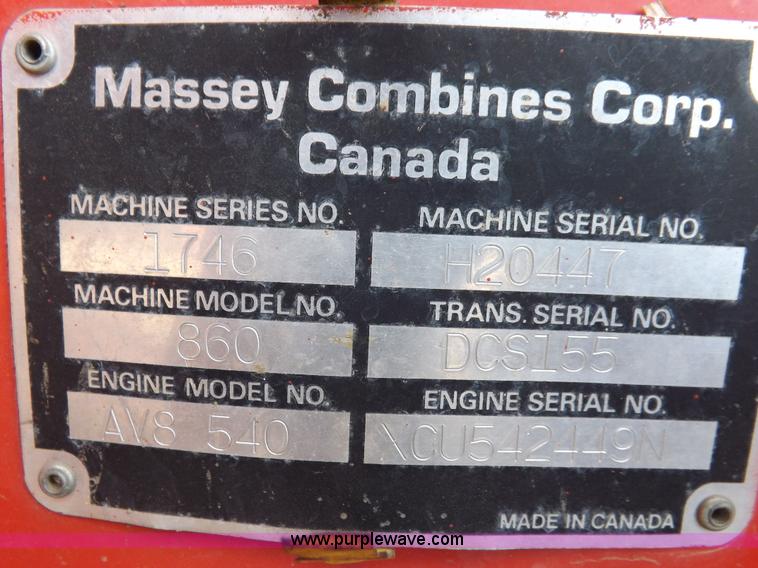 Massey Combines Corp.
Canada
MACHINE SERIES NO. MACHINE SERIAL NO.
1746 H20447
MACHINE MODEL NO. TRANS. SERIAL NO.
860 DCS155
ENGINE MODEL NO. ENGINE SERIAL NO.
AV8 540 XCU542449N
MADE IN CANADA
www.purplewave.com